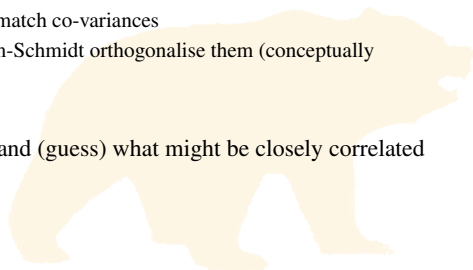 match co-variances
n-Schmidt orthogonalise them (conceptually
and (guess) what might be closely correlated